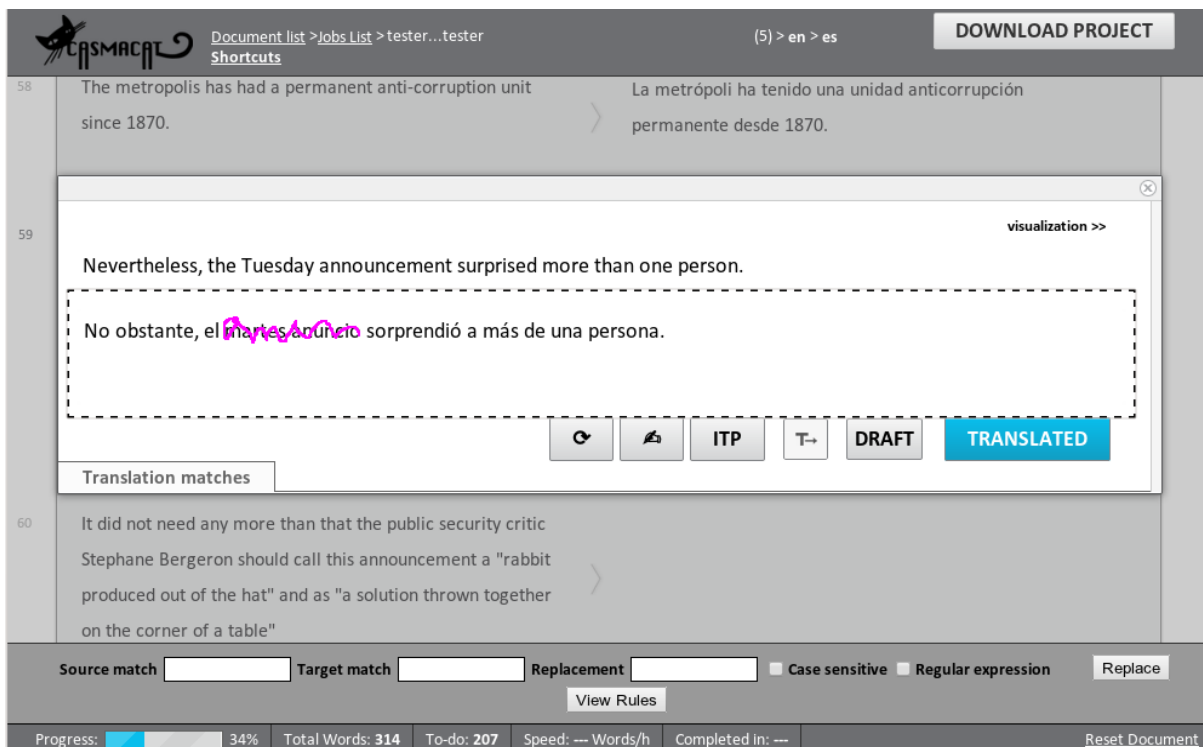 CASMACAT
Document list >Jobs List > tester...tester
Shortcuts
(5) > en > es
DOWNLOAD PROJECT
58
The metropolis has had a permanent anti-corruption unit
since 1870.
La metrópoli ha tenido una unidad anticorrupción
permanente desde 1870.
visualization >>
59
Nevertheless, the Tuesday announcement surprised more than one person.
No obstante, el martes anuncio sorprendió a más de una persona.
ITP
T→
DRAFT
TRANSLATED
Translation matches
60
It did not need any more than that the public security critic
Stephane Bergeron should call this announcement a "rabbit
produced out of the hat" and as "a solution thrown together
on the corner of a table"
Source match
Target match
Replacement
Case sensitive
Regular expression
Replace
View Rules
Progress:
34%
Total Words: 314
To-do: 207
Speed: --- Words/h
Completed in: ---
Reset Document